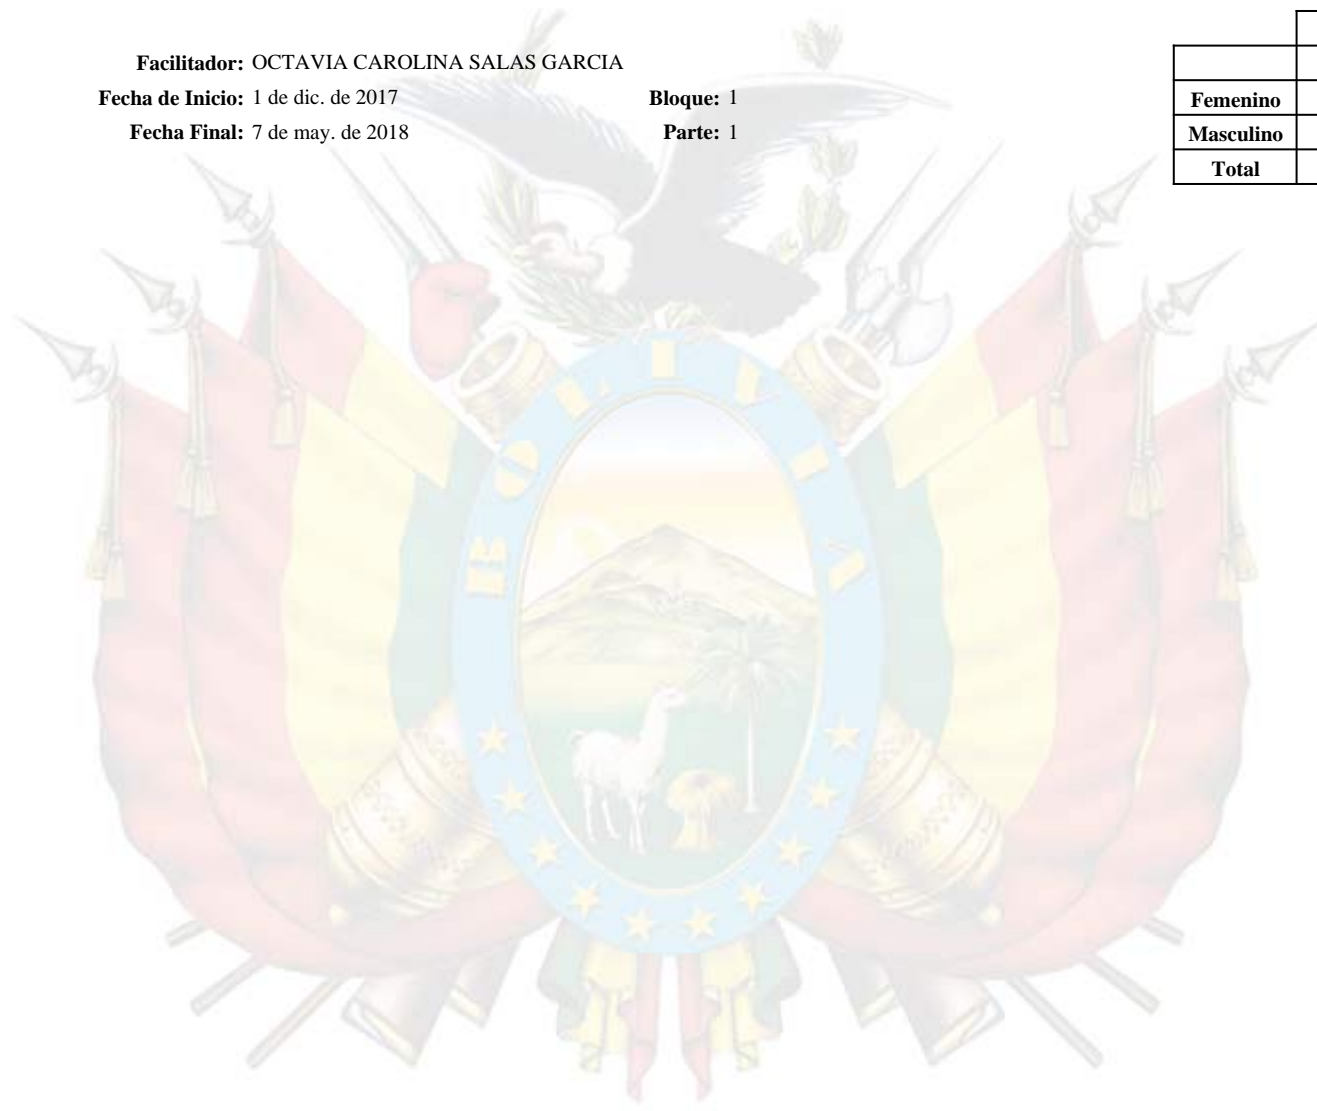 Facilitador: OCTAVIA CAROLINA SALAS GARCIA
Fecha de Inicio: 1 de dic. de 2017 Bloque: 1
Fecha Final: 7 de may. de 2018 Parte: 1
Femenino
Masculino
Total
BOLIVIA